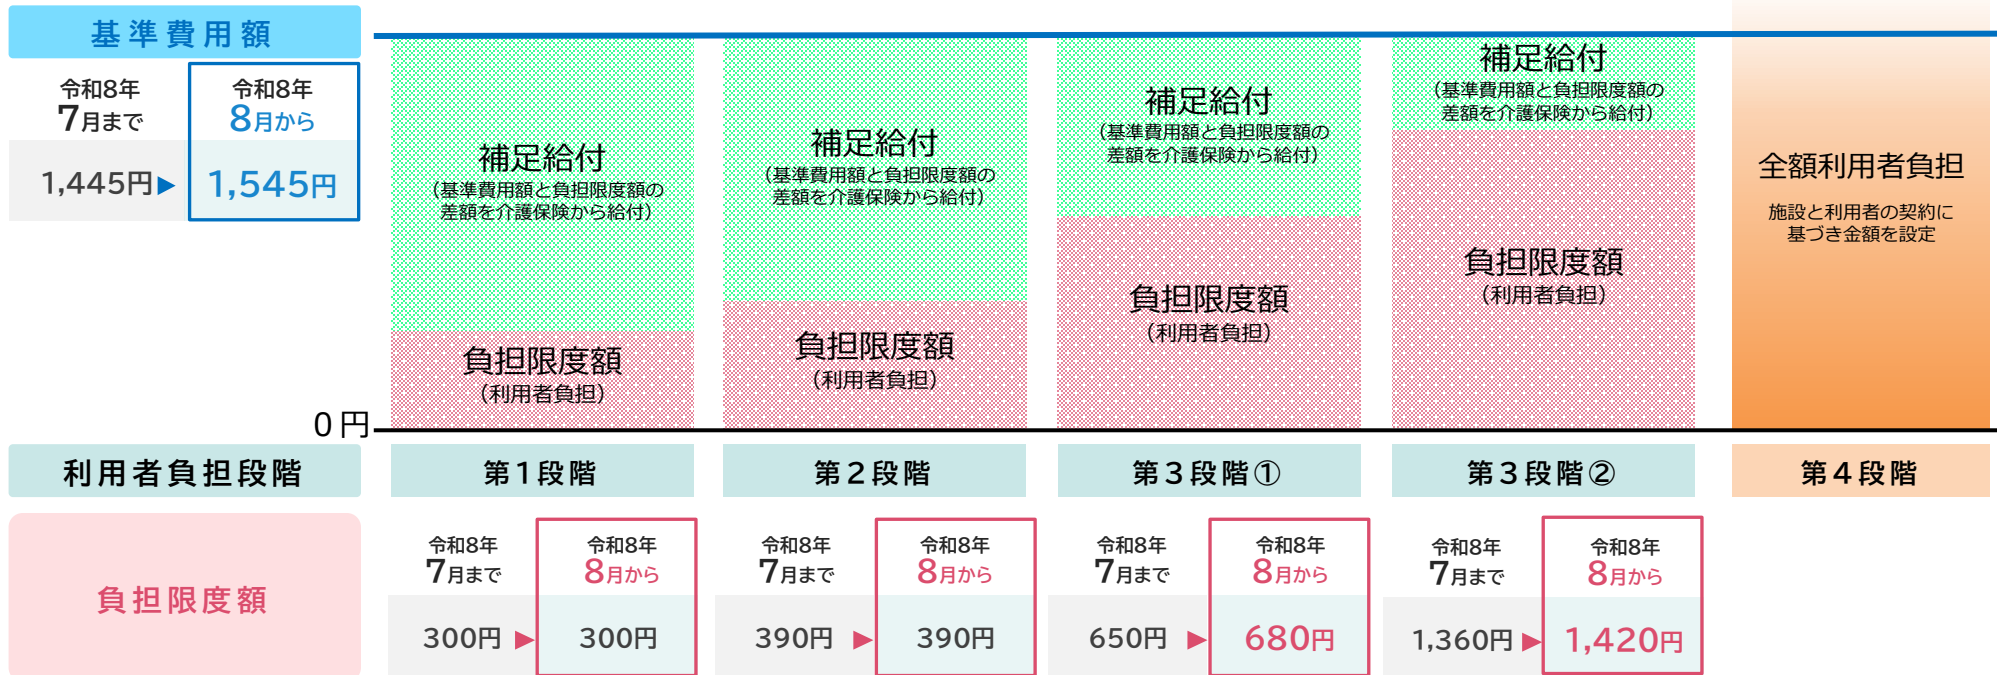 基準費用額
令和8年
7月まで
令和8年
8月から
1,445円▶
1,545円
補足給付
（基準費用額と負担限度額の
差額を介護保険から給付）
負担限度額
（利用者負担）
補足給付
（基準費用額と負担限度額の
差額を介護保険から給付）
負担限度額
（利用者負担）
補足給付
（基準費用額と負担限度額の
差額を介護保険から給付）
負担限度額
（利用者負担）
補足給付
（基準費用額と負担限度額の
差額を介護保険から給付）
負担限度額
（利用者負担）
全額利用者負担
施設と利用者の契約に
基づき金額を設定
0円
利用者負担段階
第1段階
第2段階
第3段階①
第3段階②
第4段階
負担限度額
令和8年
7月まで
令和8年
8月から
300円▶
300円
令和8年
7月まで
令和8年
8月から
390円▶
390円
令和8年
7月まで
令和8年
8月から
650円▶
680円
令和8年
7月まで
令和8年
8月から
1,360円▶
1,420円